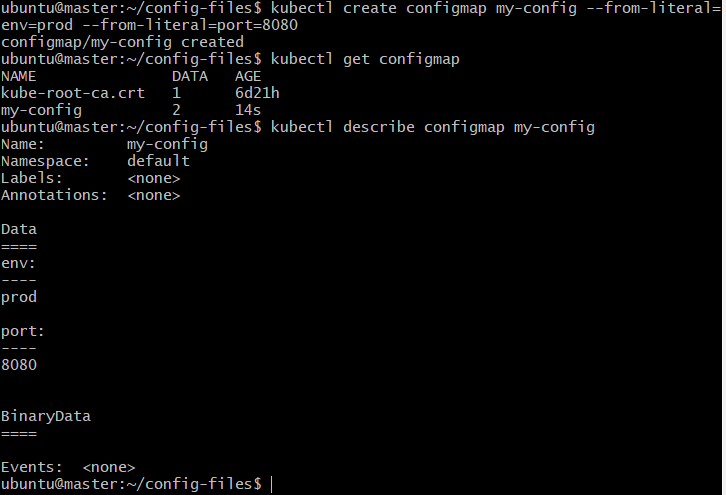 ubuntu@master:~/config-files$ kubectl create configmap my-config --from-literal=
env=prod --from-literal=port=8080
configmap/my-config created
ubuntu@master:~/config-files$ kubectl get configmap
NAME               DATA   AGE
kube-root-ca.crt   1      6d21h
my-config          2      14s
ubuntu@master:~/config-files$ kubectl describe configmap my-config
Name:         my-config
Namespace:    default
Labels:       <none>
Annotations:  <none>

Data
====
env:
----
prod

port:
----
8080


BinaryData
====

Events:  <none>
ubuntu@master:~/config-files$